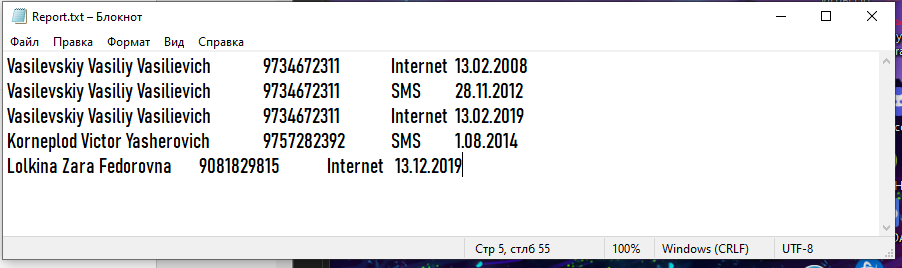 Report.txt – Блокнот
Файл Правка Формат Вид Справка
Vasilevskiy Vasiliy Vasilievich 9734672311 Internet 13.02.2008
Vasilevskiy Vasiliy Vasilievich 9734672311 SMS 28.11.2012
Vasilevskiy Vasiliy Vasilievich 9734672311 Internet 13.02.2019
Korneplod Victor Yasherovich 9757282392 SMS 1.08.2014
Lolkina Zara Fedorovna 9081829815 Internet 13.12.2019
Стр 5, стлб 55 100% Windows (CRLF) UTF-8